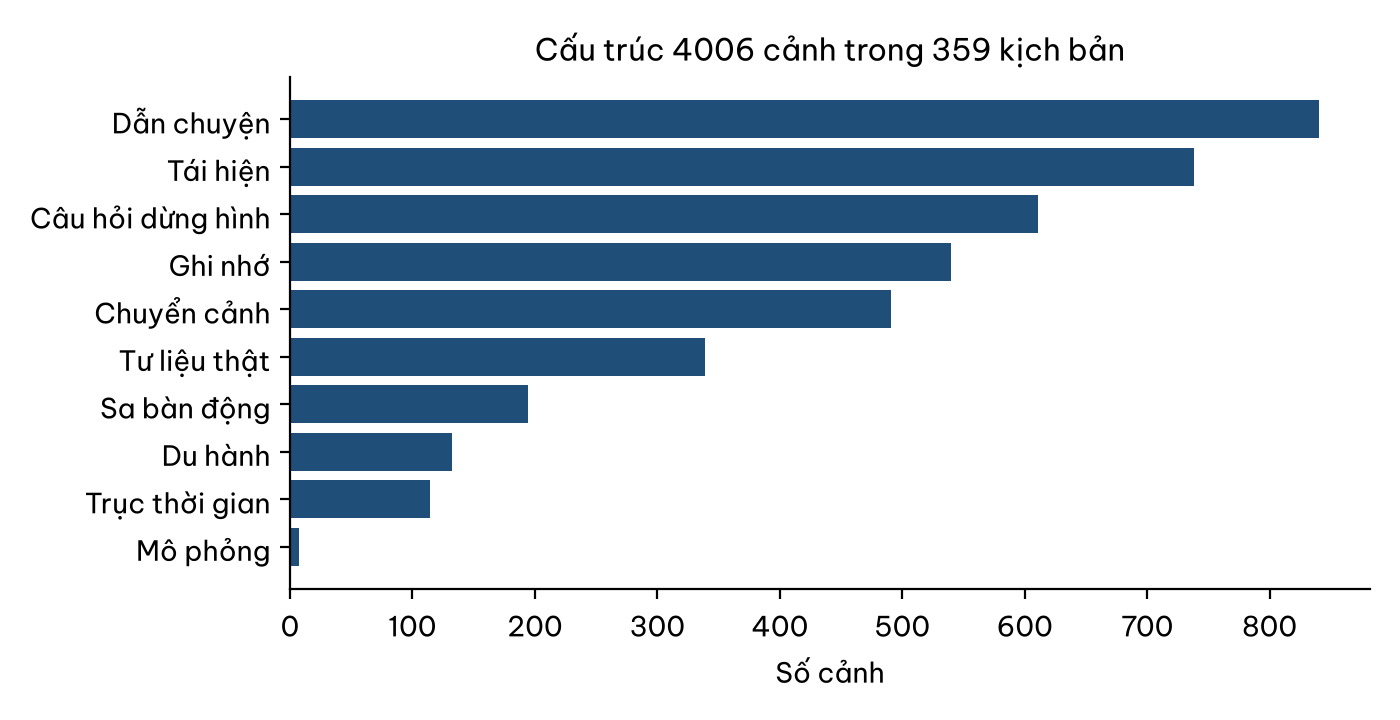 Cấu trúc 4006 cảnh trong 359 kịch bản
Dẫn chuyện
Tái hiện
Câu hỏi dừng hình
Ghi nhớ
Chuyển cảnh
Tư liệu thật
Sa bàn động
Du hành
Trục thời gian
Mô phỏng
0 100 200 300 400 500 600 700 800
Số cảnh